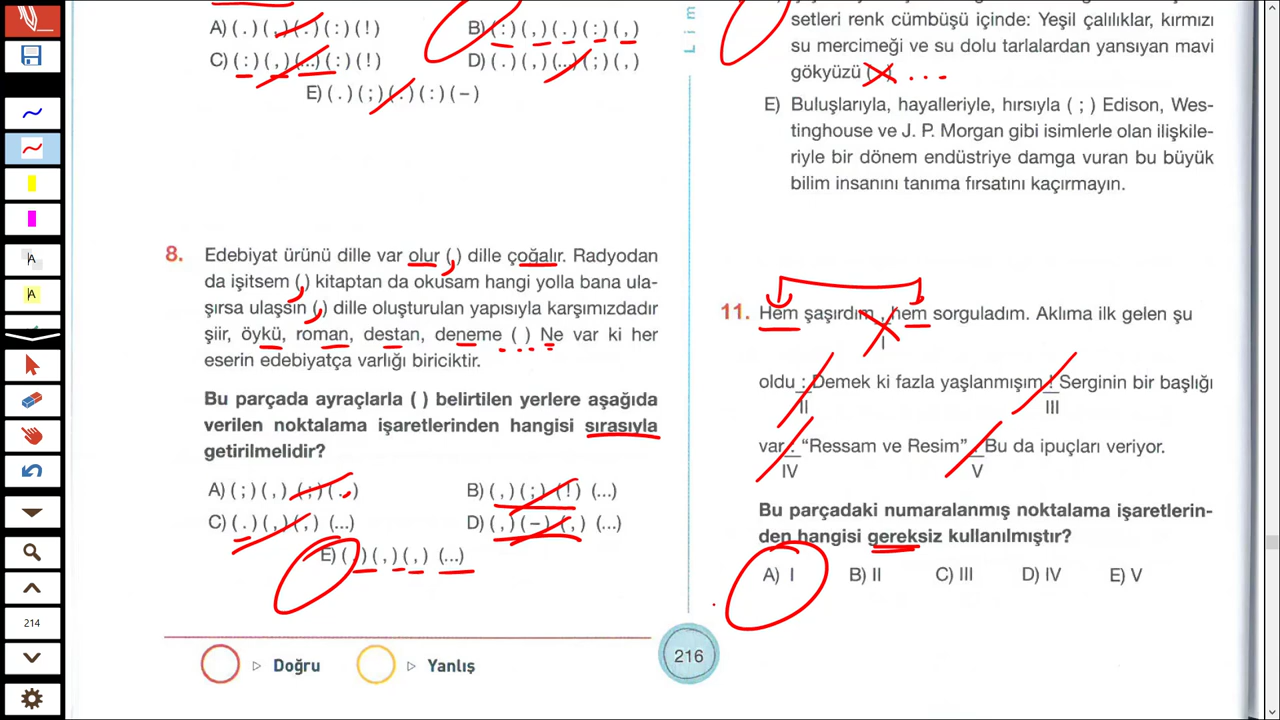 A) ( . ) ( , ) ( . ) ( : ) ( ! )
B) ( : ) ( , ) ( . ) ( : ) ( , )
C) ( : ) ( , ) (...) ( : ) ( ! )
D) ( . ) ( , ) (...) ( ; ) ( , )
E) ( . ) ( ; ) ( . ) ( : ) ( – )
8. Edebiyat ürünü dille var olur (,) dille çoğalır. Radyodan
da işitsem (,) kitaptan da okusam hangi yolla bana ula-
şırsa ulaşsın (,) dille oluşturulan yapısıyla karşımızdadır
şiir, öykü, roman, destan, deneme ( ) Ne var ki her
eserin edebiyatça varlığı biriciktir.
Bu parçada ayraçlarla ( ) belirtilen yerlere aşağıda
verilen noktalama işaretlerinden hangisi sırasıyla
getirilmelidir?
A) ( ; ) ( , ) ( ; ) (...)
B) ( , ) ( ; ) ( ! ) (...)
C) ( . ) ( , ) ( , ) (...)
D) ( , ) ( – ) ( , ) (...)
E) ( , ) ( , ) ( , ) (...)
Doğru
Yanlış
Lim
216
setleri renk cümbüşü içinde: Yeşil çalılıklar, kırmızı
su mercimeği ve su dolu tarlalardan yansıyan mavi
gökyüzü ...
E) Buluşlarıyla, hayalleriyle, hırsıyla ( ; ) Edison, Wes-
tinghouse ve J. P. Morgan gibi isimlerle olan ilişkile-
riyle bir dönem endüstriye damga vuran bu büyük
bilim insanını tanıma fırsatını kaçırmayın.
11. Hem şaşırdım , hem sorguladım. Aklıma ilk gelen şu
I
oldu : Demek ki fazla yaşlanmışım ! Serginin bir başlığı
II III
var : “Ressam ve Resim” . Bu da ipuçları veriyor.
IV V
Bu parçadaki numaralanmış noktalama işaretlerin-
den hangisi gereksiz kullanılmıştır?
A) I B) II C) III D) IV E) V
A
A
214